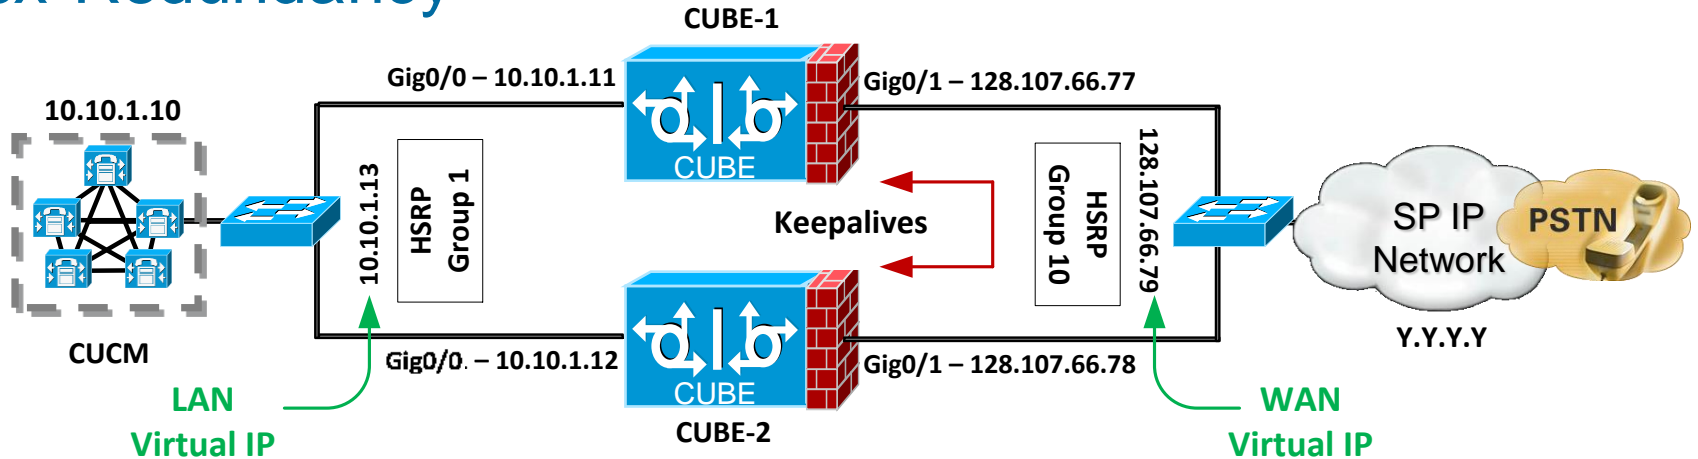 Redundancy
CUBE-1
Gig0/0 – 10.10.1.11
Gig0/1 – 128.107.66.77
10.10.1.10
CUBE
10.10.1.13
HSRP
Group 1
HSRP
Group 10
128.107.66.79
Keepalives
SP IP
Network
PSTN
Y.Y.Y.Y
CUCM
Gig0/0. – 10.10.1.12
Gig0/1 – 128.107.66.78
CUBE
CUBE-2
LAN
Virtual IP
WAN
Virtual IP